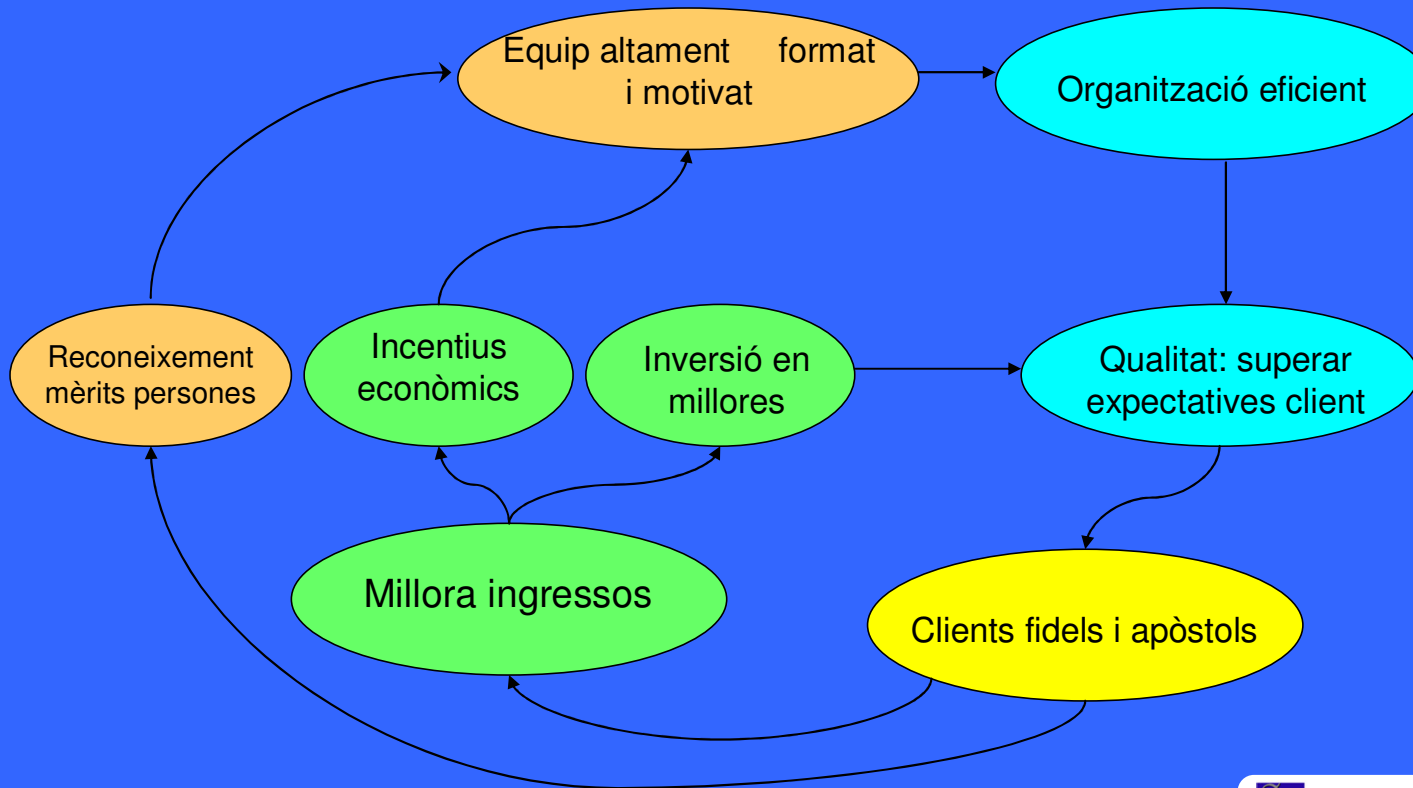 Equip altament format
i motivat
Organització eficient
Reconeixement
mèrits persones
Incentius
econòmics
Inversió en
millores
Qualitat: superar
expectatives client
Millora ingressos
Clients fidels i apòstols